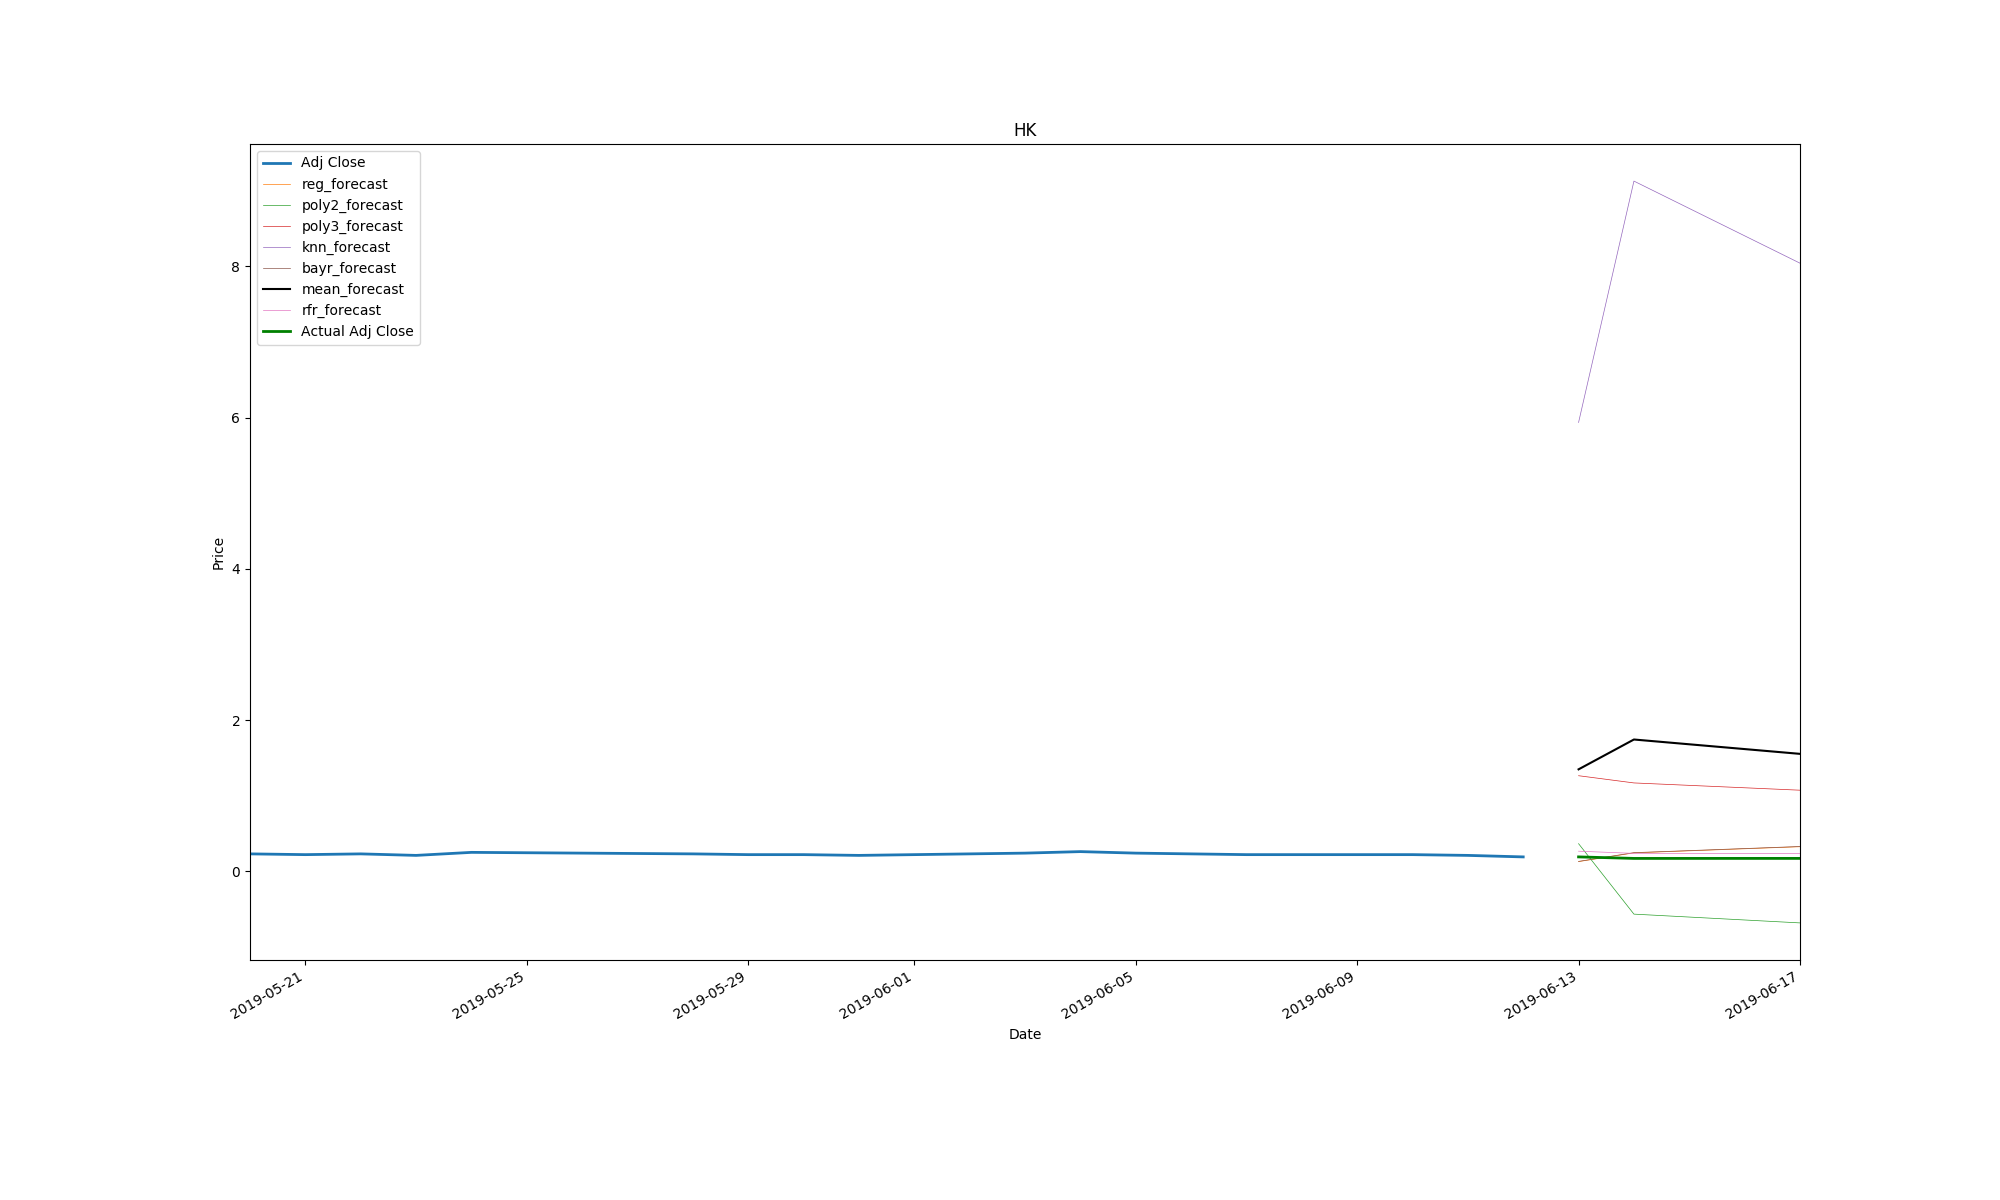 HK
Adj Close
reg_forecast
poly2_forecast
poly3_forecast
knn_forecast
bayr_forecast
mean_forecast
rfr_forecast
Actual Adj Close
Price
8
6
4
2
0
2019-05-21
2019-05-25
2019-05-29
2019-06-01
2019-06-05
2019-06-09
2019-06-13
2019-06-17
Date